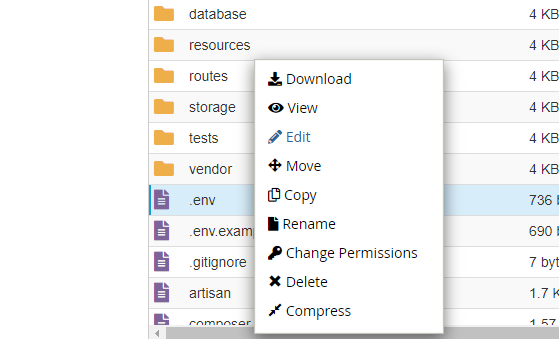 database 4 KB
resources 4 KB
routes 4 KB
storage 4 KB
tests 4 KB
vendor 4 KB
.env 736 b
.env.examp 690 b
.gitignore 7 byt
artisan 1.7 K
composer 1.57
Download
View
Edit
Move
Copy
Rename
Change Permissions
Delete
Compress